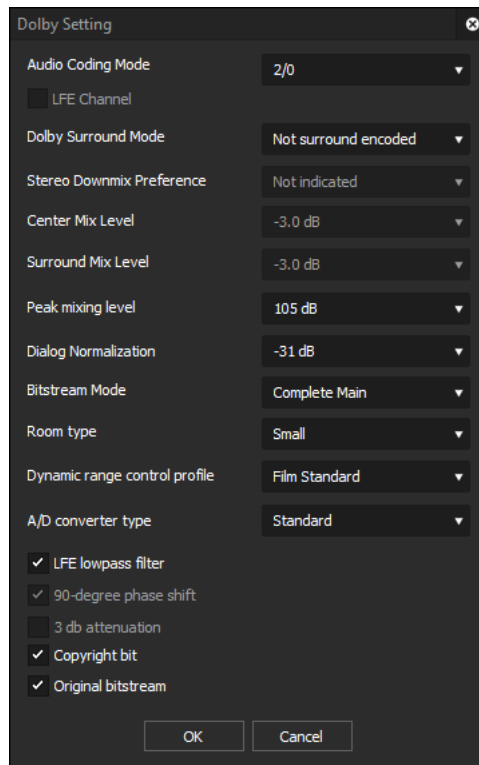 Dolby Setting
Audio Coding Mode 2/0
LFE Channel
Dolby Surround Mode Not surround encoded
Stereo Downmix Preference Not indicated
Center Mix Level -3.0 dB
Surround Mix Level -3.0 dB
Peak mixing level 105 dB
Dialog Normalization -31 dB
Bitstream Mode Complete Main
Room type Small
Dynamic range control profile Film Standard
A/D converter type Standard
LFE lowpass filter
90-degree phase shift
3 db attenuation
Copyright bit
Original bitstream
OK Cancel